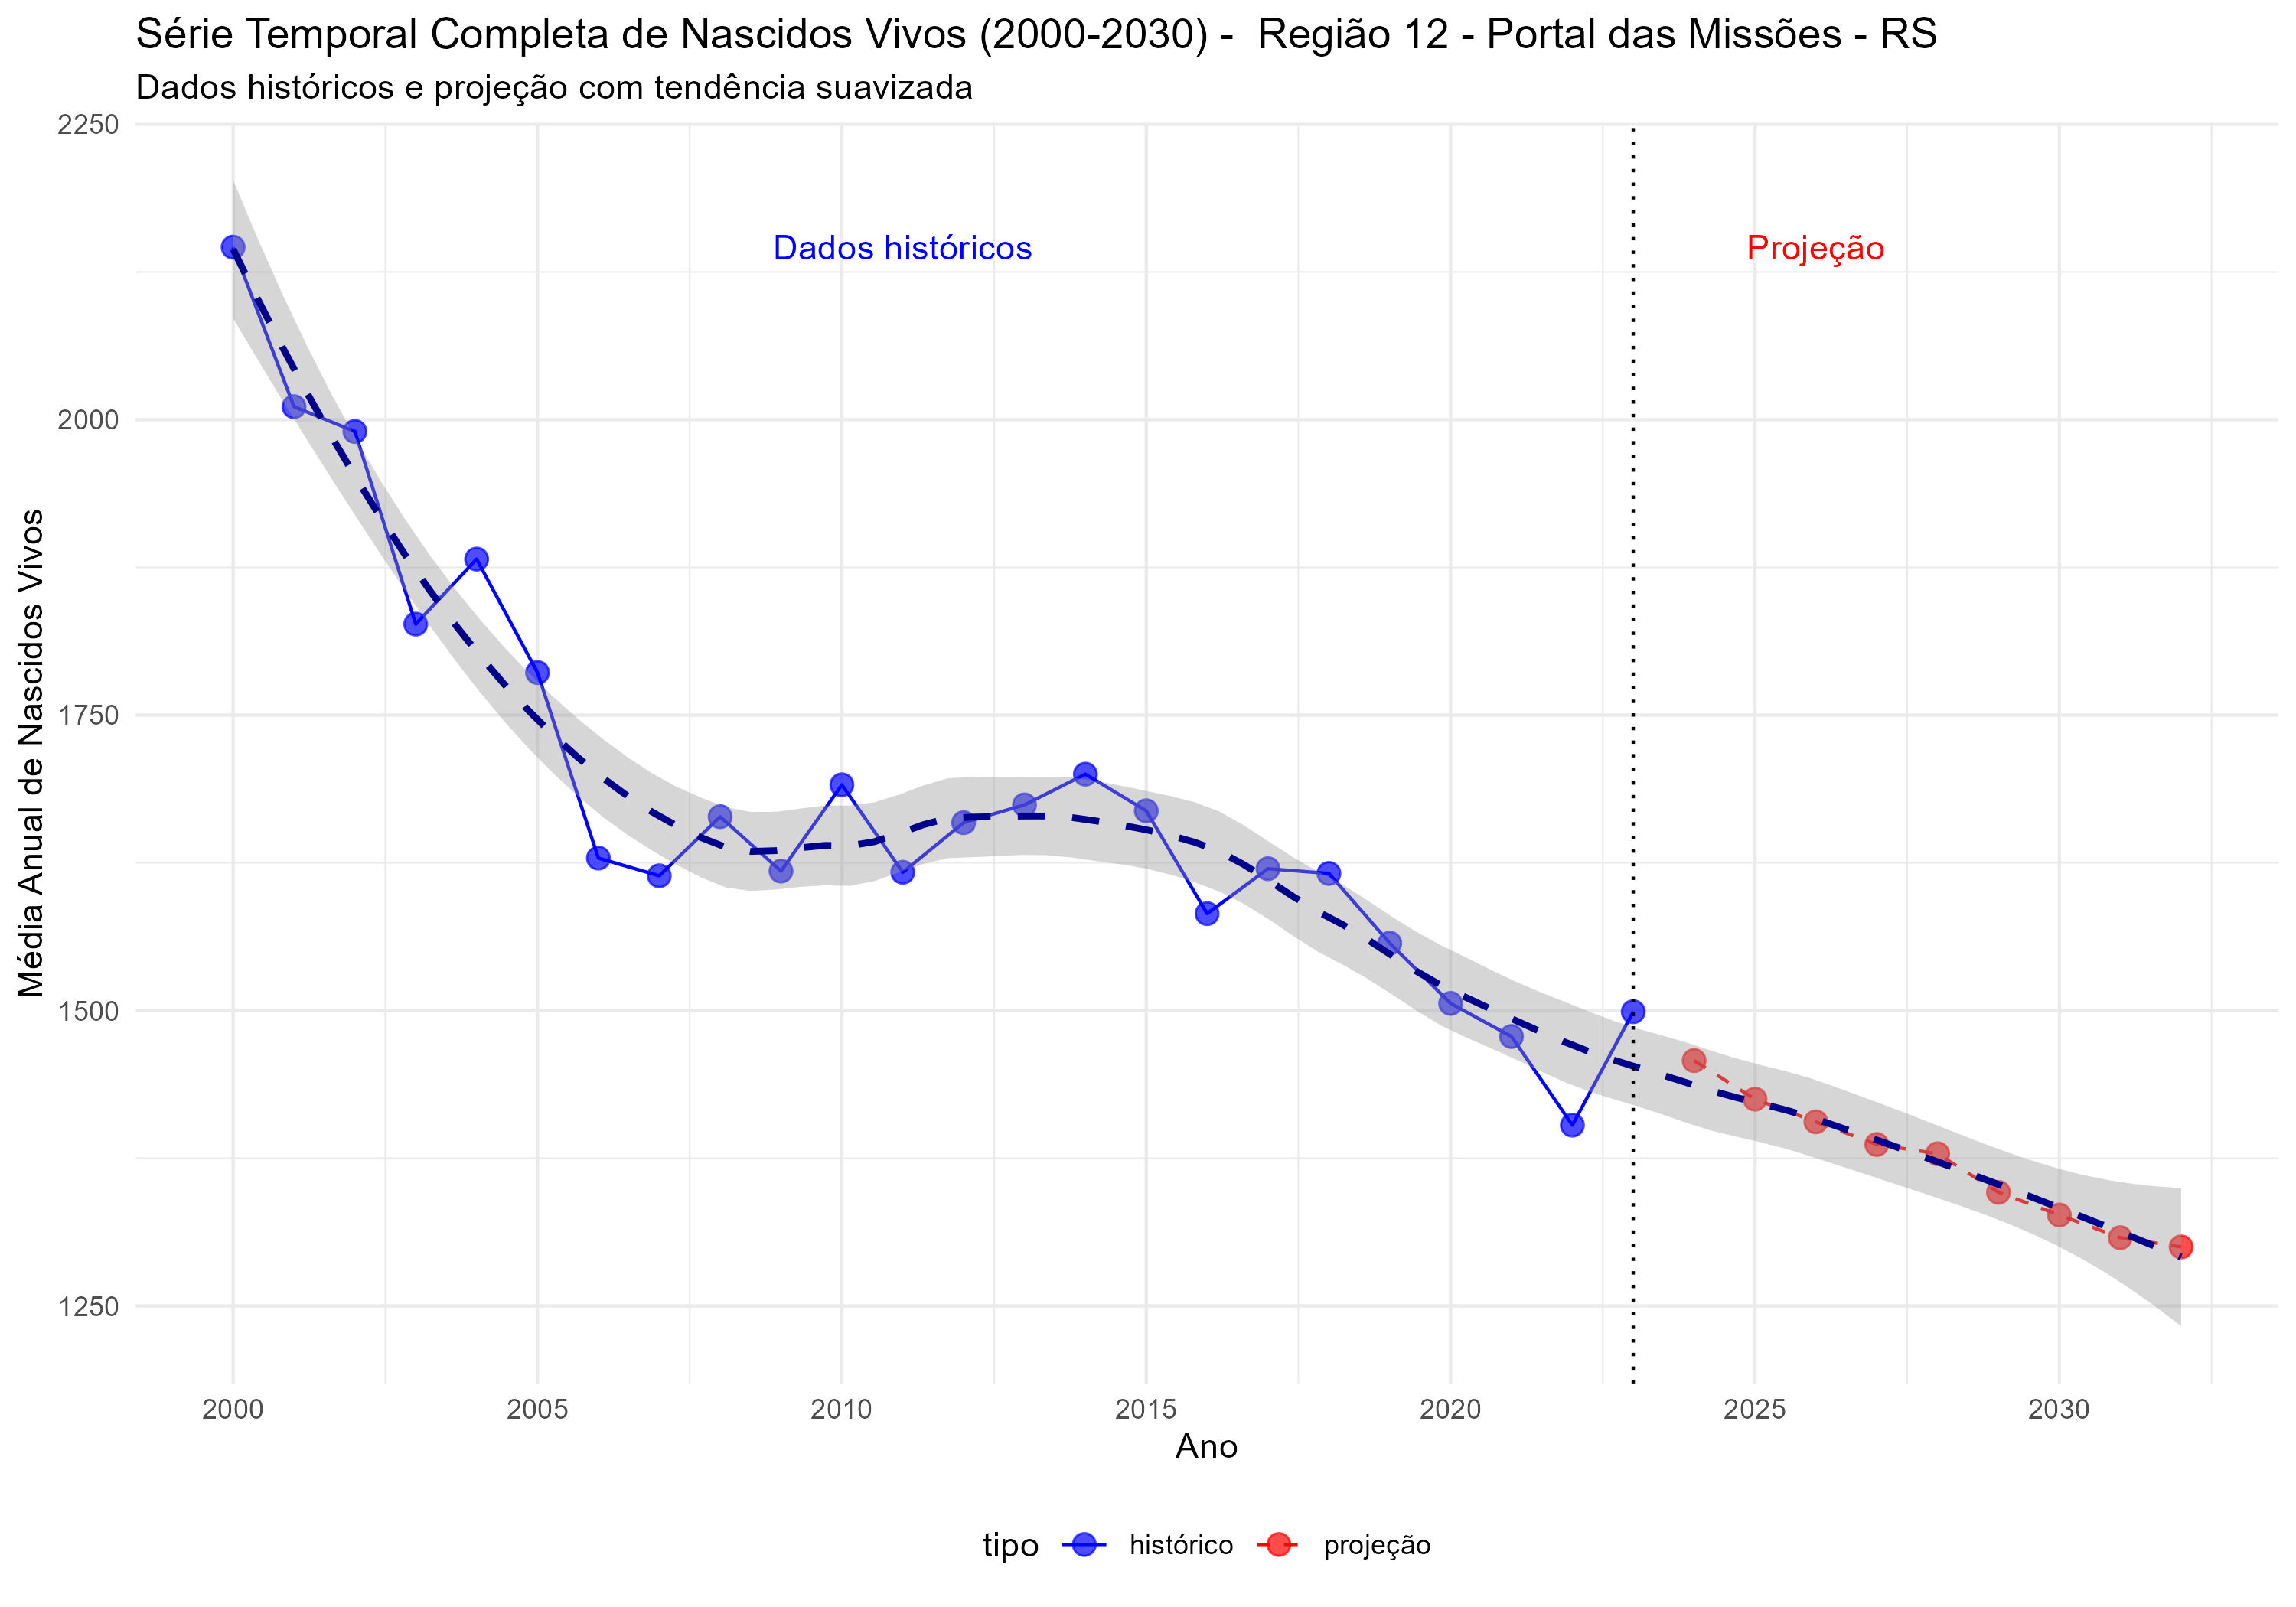 Série Temporal Completa de Nascidos Vivos (2000-2030) -  Região 12 - Portal das Missões - RS
Dados históricos e projeção com tendência suavizada
Média Anual de Nascidos Vivos
2250
2000
1750
1500
1250
Dados históricos
Projeção
2000 2005 2010 2015 2020 2025 2030
Ano
tipo histórico projeção